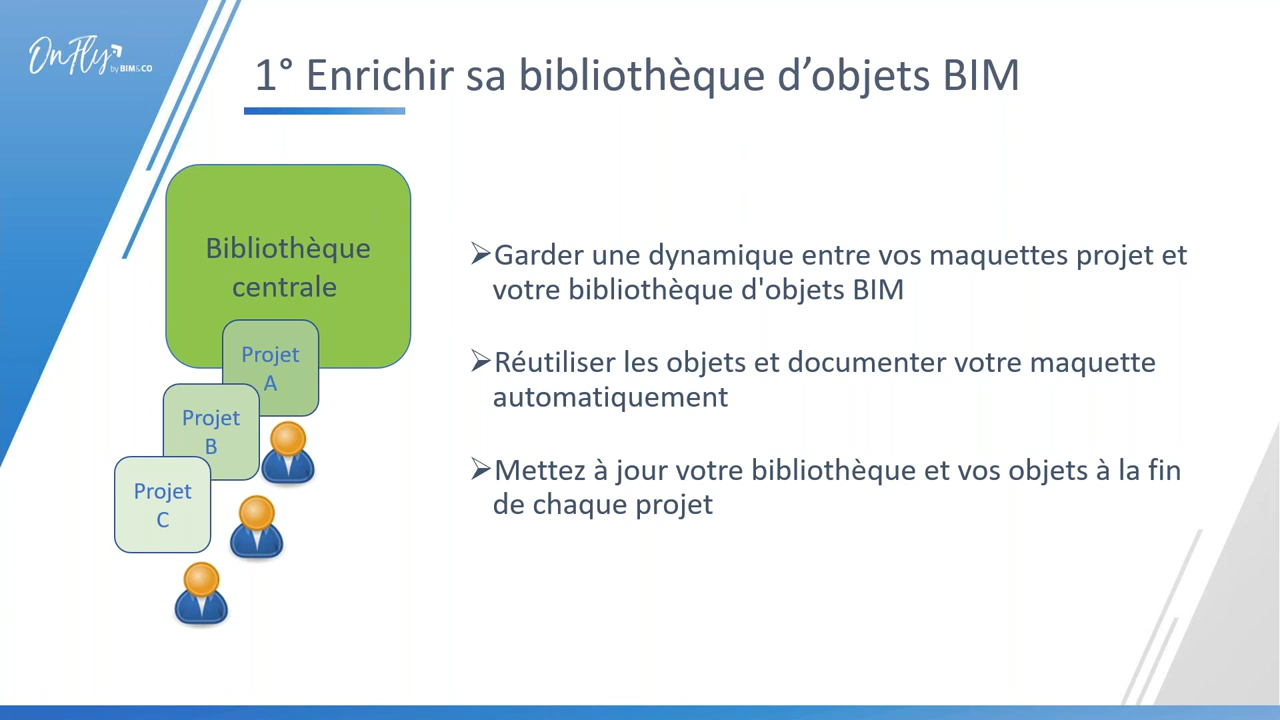 OnFly
by BIM&CO
1° Enrichir sa bibliothèque d’objets BIM
Bibliothèque
centrale
Projet
A
Projet
B
Projet
C
➢Garder une dynamique entre vos maquettes projet et
votre bibliothèque d'objets BIM
➢Réutiliser les objets et documenter votre maquette
automatiquement
➢Mettez à jour votre bibliothèque et vos objets à la fin
de chaque projet